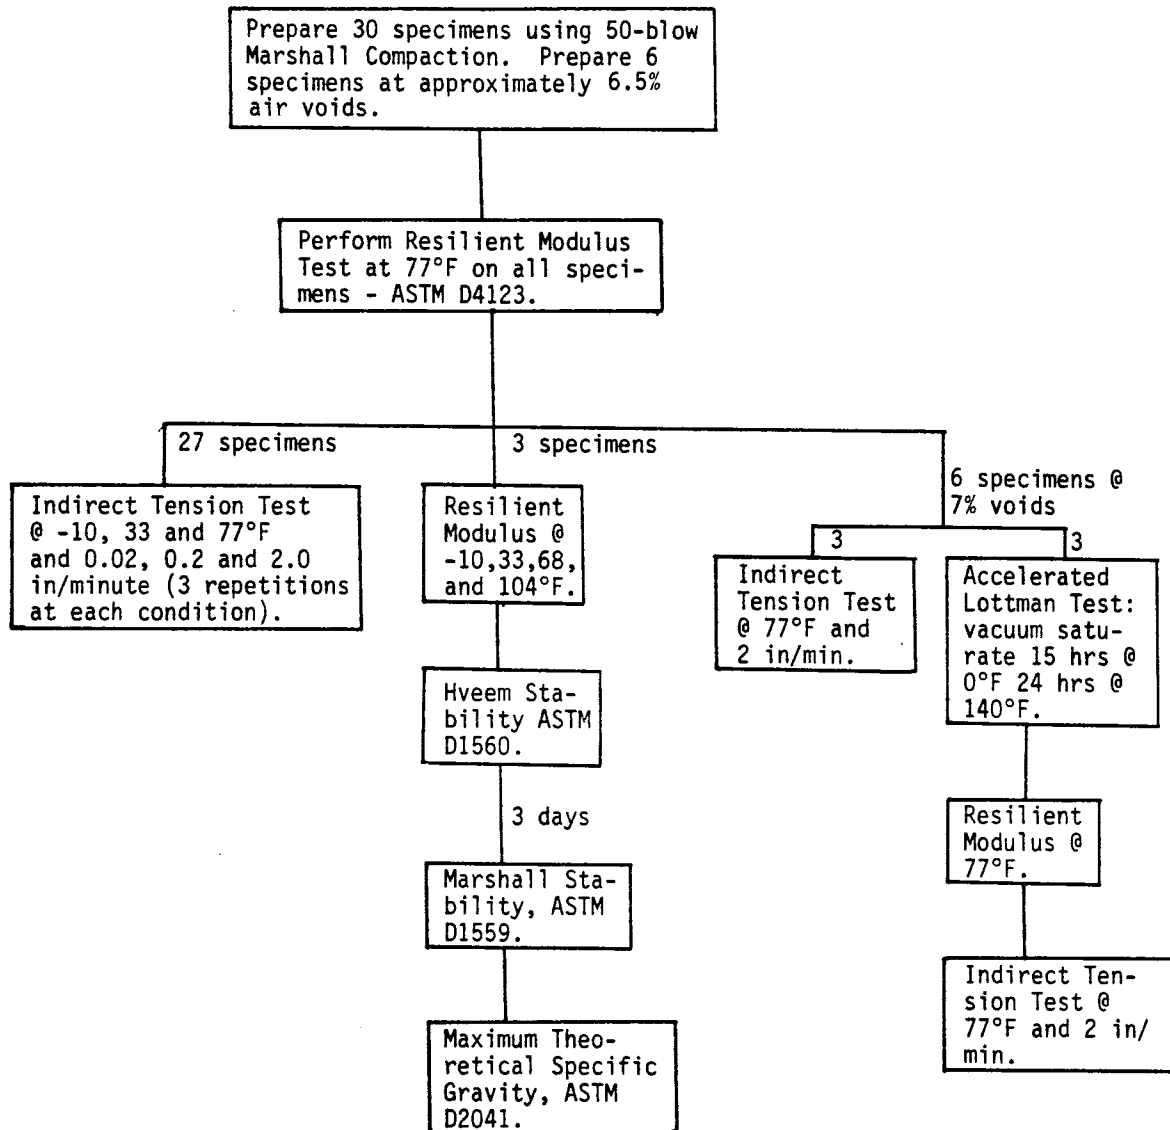 Prepare 30 specimens using 50-blow
Marshall Compaction. Prepare 6
specimens at approximately 6.5%
air voids.
Perform Resilient Modulus
Test at 77°F on all speci-
mens - ASTM D4123.
27 specimens
3 specimens
6 specimens @
7% voids
Indirect Tension Test
@ -10, 33 and 77°F
and 0.02, 0.2 and 2.0
in/minute (3 repetitions
at each condition).
Resilient
Modulus @
-10,33,68,
and 104°F.
3
3
Indirect
Tension Test
@ 77°F and
2 in/min.
Accelerated
Lottman Test:
vacuum satu-
rate 15 hrs @
0°F 24 hrs @
140°F.
Hveem Sta-
bility ASTM
D1560.
3 days
Resilient
Modulus @
77°F.
Marshall Sta-
bility, ASTM
D1559.
Indirect Ten-
sion Test @
77°F and 2 in/
min.
Maximum Theo-
retical Specific
Gravity, ASTM
D2041.